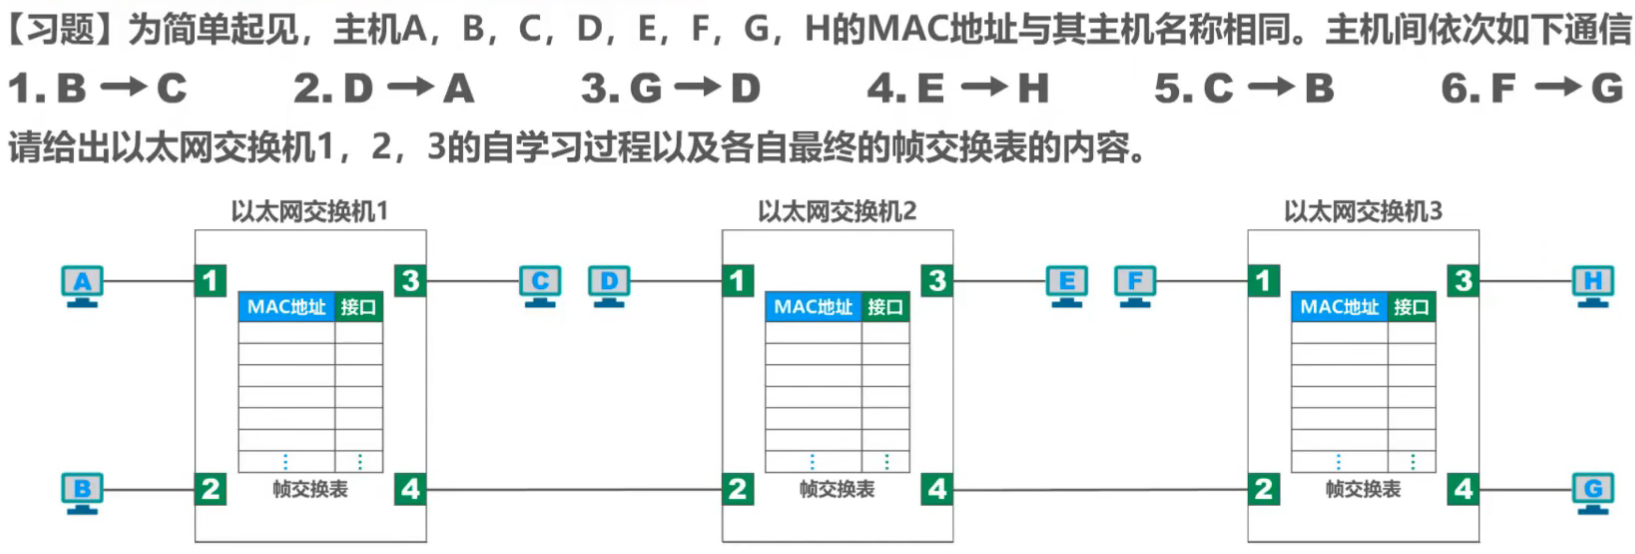 【习题】为简单起见，主机A，B，C，D，E，F，G，H的MAC地址与其主机名称相同。主机间依次如下通信
1. B → C 2. D → A 3. G → D 4. E → H 5. C → B 6. F → G
请给出以太网交换机1，2，3的自学习过程以及各自最终的帧交换表的内容。
以太网交换机1 以太网交换机2 以太网交换机3
A 1 3 C D 1 3 E F 1 3 H
MAC地址 接口 MAC地址 接口 MAC地址 接口
B 2 帧交换表 4 2 帧交换表 4 2 帧交换表 4 G